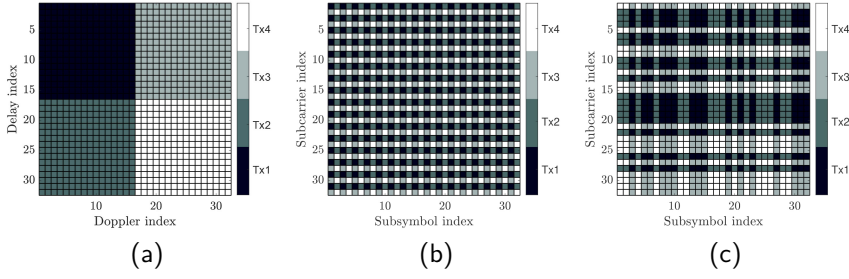 5
10
15
20
25
30
10
20
30
Delay index
Doppler index
Tx4
Tx3
Tx2
Tx1
(a)
5
10
15
20
25
30
10
20
30
Subcarrier index
Subsymbol index
Tx4
Tx3
Tx2
Tx1
(b)
5
10
15
20
25
30
10
20
30
Subcarrier index
Subsymbol index
Tx4
Tx3
Tx2
Tx1
(c)